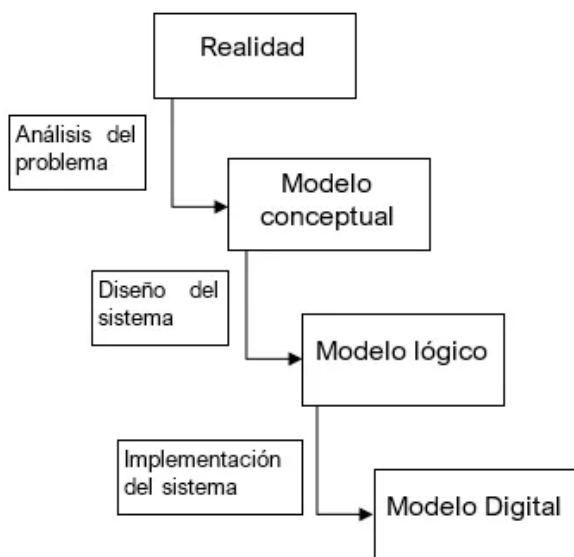 Realidad
Análisis del
problema
Modelo
conceptual
Diseño del
sistema
Modelo lógico
Implementación
del sistema
Modelo Digital